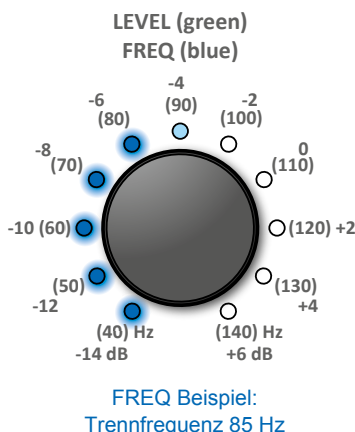 LEVEL (green)
FREQ (blue)
-4
(90)
-6
(80)
-2
(100)
-8
(70)
0
(110)
-10 (60)
(120) +2
(50)
-12
(130)
+4
(40) Hz
-14 dB
(140) Hz
+6 dB
FREQ Beispiel:
Trennfrequenz 85 Hz